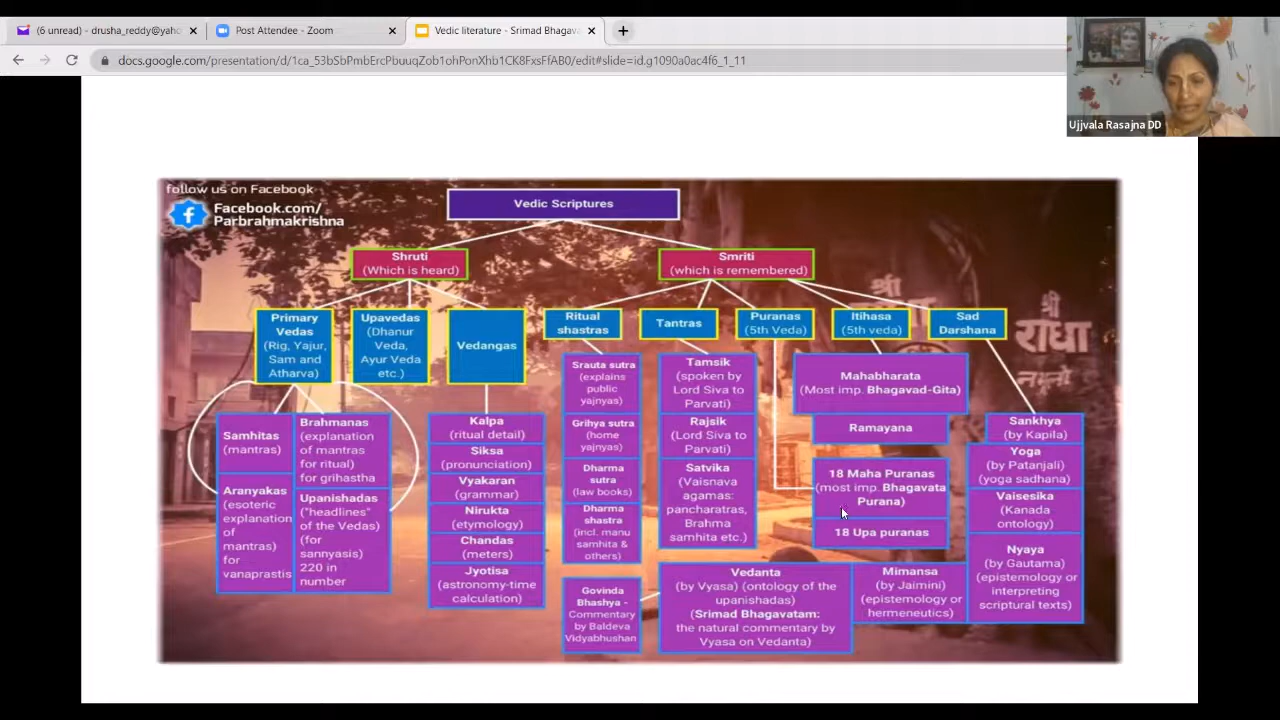 (6 unread) - drusha_reddy@yaho
Post Attendee - Zoom
Vedic literature - Srimad Bhagava
docs.google.com/presentation/d/1ca_53bSbPmbErcPbuuqZob1ohPonXhb1CK8FxsFfAB0/edit#slide=id.g1090a0ac4f6_1_11
Ujjvala Rasajna DD
follow us on Facebook
Facebook.com/
Parbrahmakrishna
Vedic Scriptures
Shruti
(Which is heard)
Smriti
(which is remembered)
Primary
Vedas
(Rig, Yajur,
Sam and
Atharva)
Upavedas
(Dhanur
Veda,
Ayur Veda
etc.)
Vedangas
Ritual
shastras
Tantras
Puranas
(5th Veda)
Itihasa
(5th veda)
Sad
Darshana
Samhitas
(mantras)
Aranyakas
(esoteric
explanation
of
mantras)
for
vanaprastis
Brahmanas
(explanation
of mantras
for ritual)
for grihastha
Upanishadas
("headlines"
of the Vedas)
(for
sannyasis)
220 in
number
Kalpa
(ritual detail)
Siksa
(pronunciation)
Vyakaran
(grammar)
Nirukta
(etymology)
Chandas
(meters)
Jyotisa
(astronomy-time
calculation)
Srauta sutra
(explains
public
yajnyas)
Grihya sutra
(home
yajnyas)
Dharma
sutra
(law books)
Dharma
shastra
(incl. manu
samhita &
others)
Govinda
Bhashya -
Commentary
by Baldeva
Vidyabhushan
Tamsik
(spoken by
Lord Siva to
Parvati)
Rajsik
(Lord Siva to
Parvati)
Satvika
(Vaisnava
agamas:
pancharatras,
Brahma
samhita etc.)
Mahabharata
(Most imp. Bhagavad-Gita)
Ramayana
18 Maha Puranas
(most imp. Bhagavata
Purana)
18 Upa puranas
Vedanta
(by Vyasa) (ontology of the
upanishadas)
(Srimad Bhagavatam:
the natural commentary by
Vyasa on Vedanta)
Mimansa
(by Jaimini)
(epistemology or
hermeneutics)
Sankhya
(by Kapila)
Yoga
(by Patanjali)
(yoga sadhana)
Vaisesika
(Kanada
ontology)
Nyaya
(by Gautama)
(epistemology or
interpreting
scriptural texts)
श्री
श्री
राधा